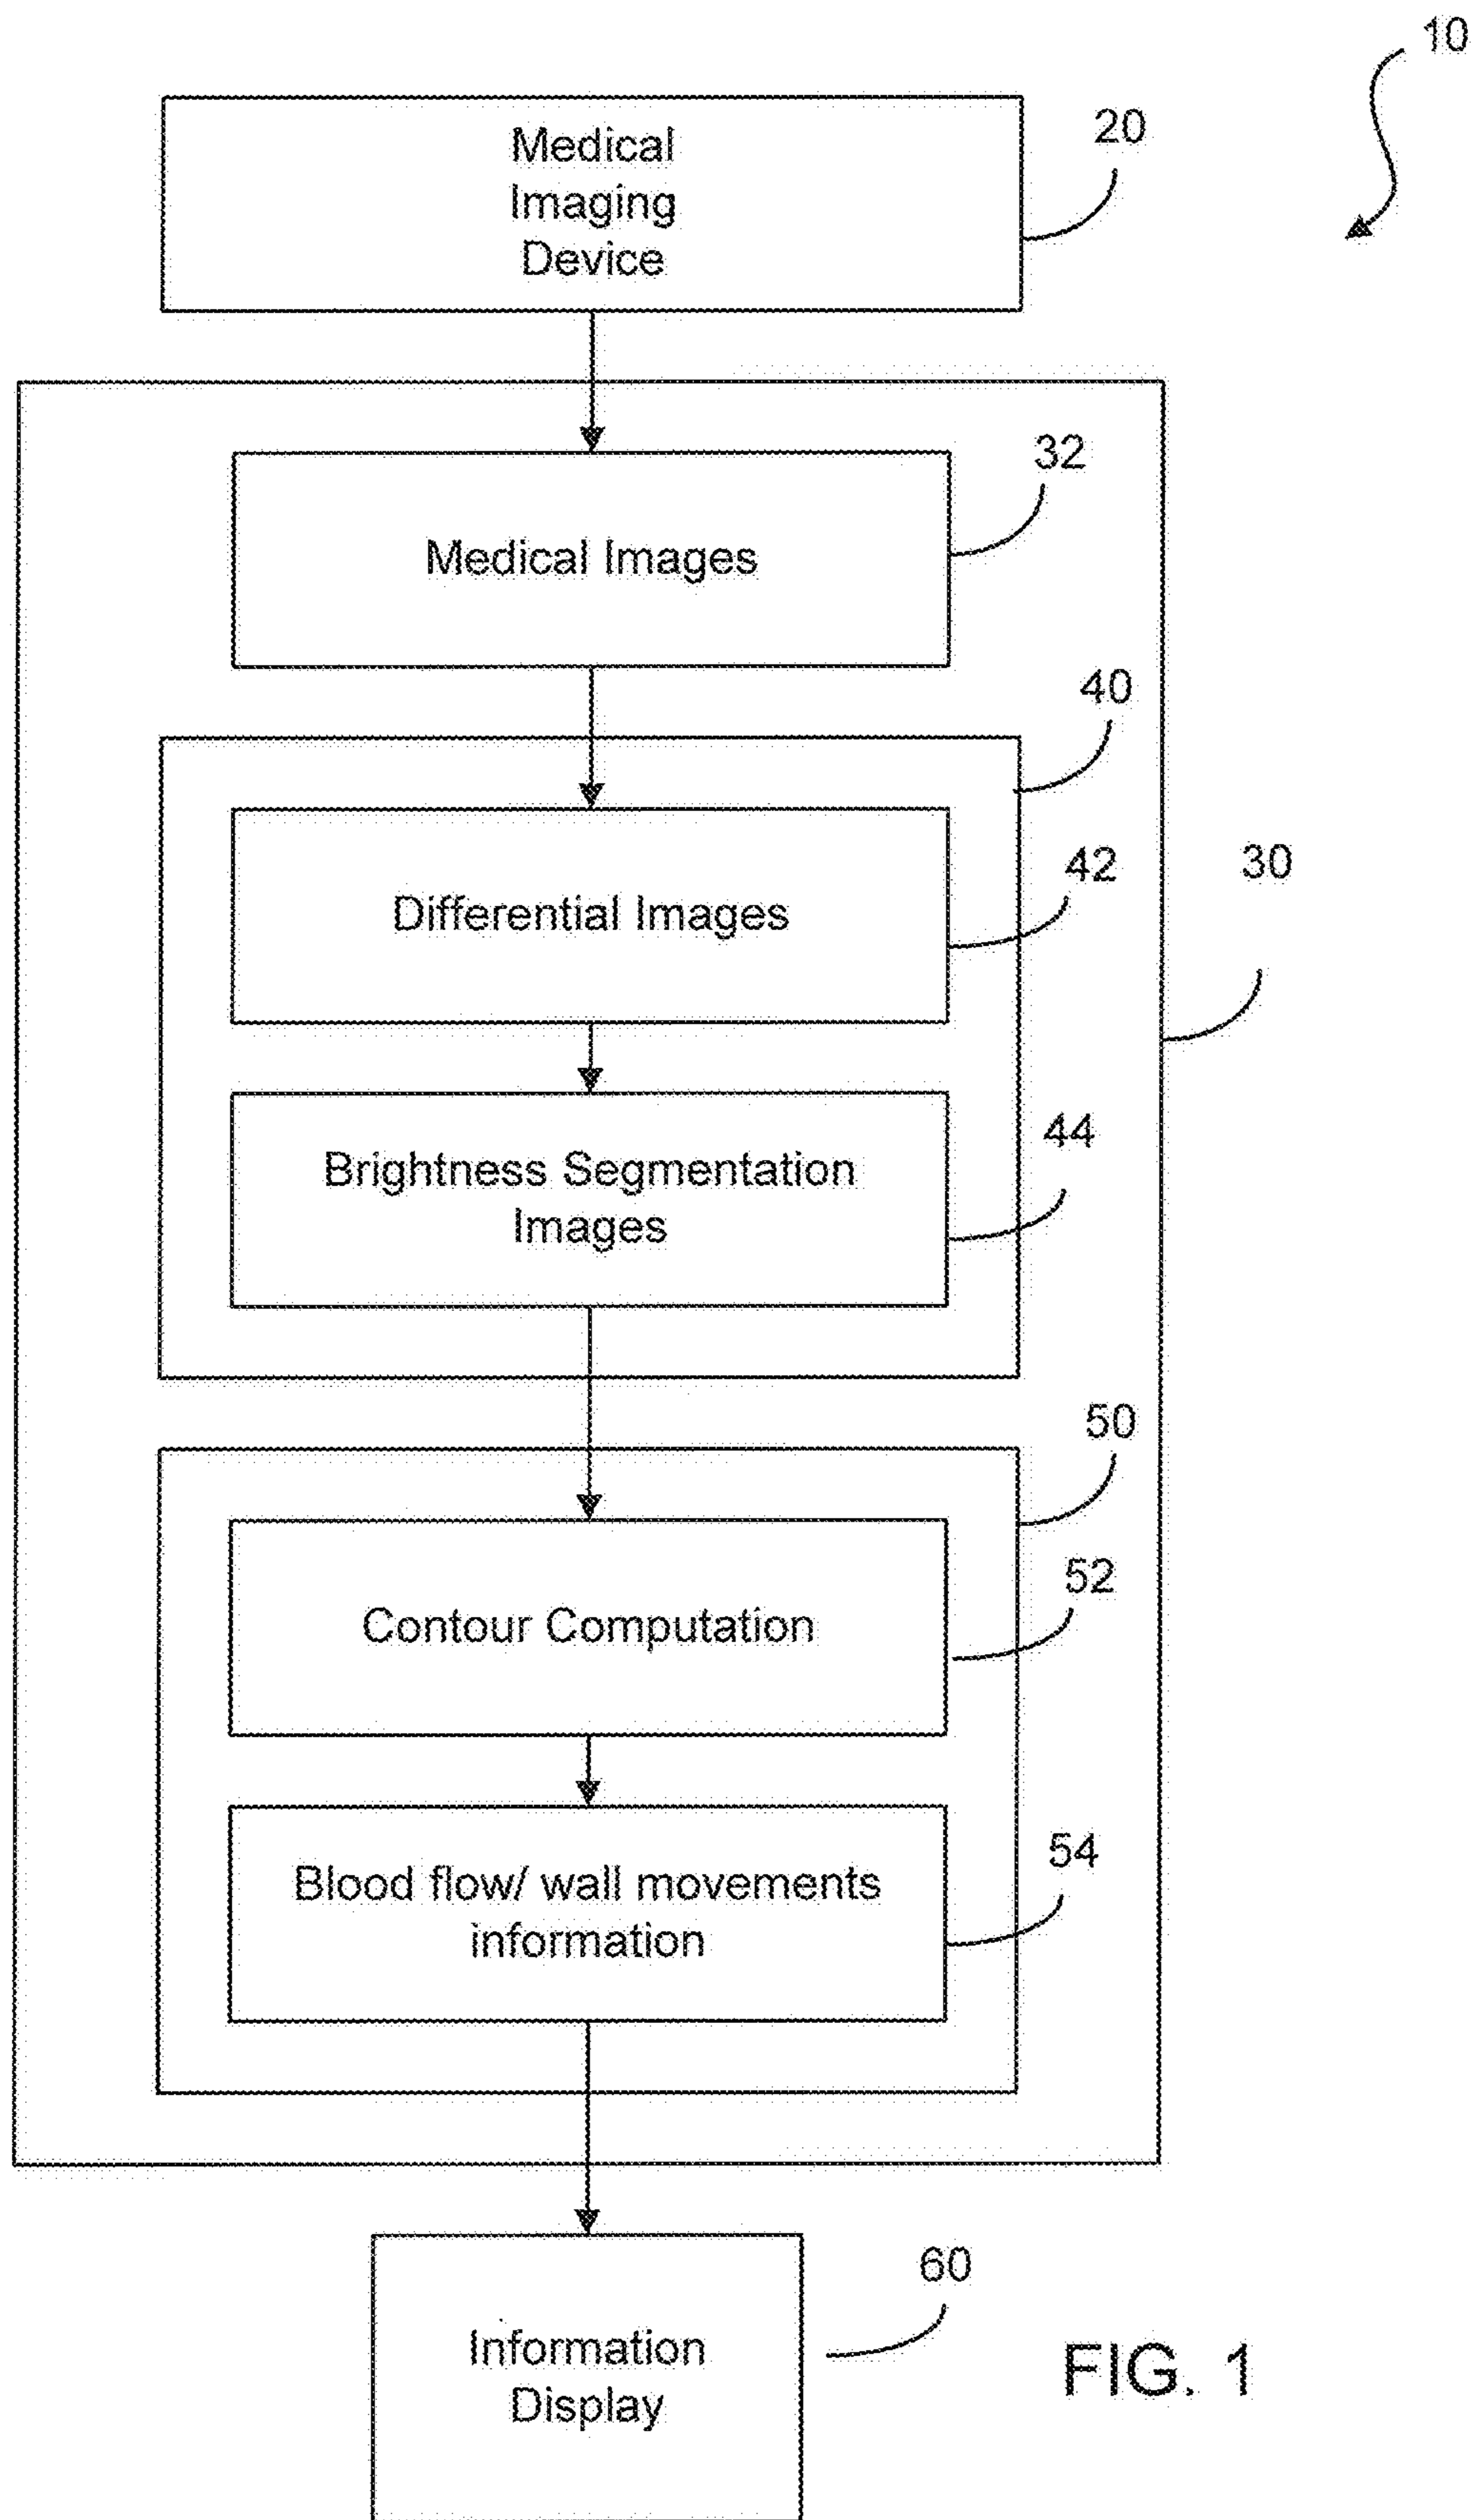 10
20
Medical
Imaging
Device
32
Medical Images
40
42
30
Differential Images
44
Brightness Segmentation
Images
50
52
Contour Computation
54
Blood flow/ wall movements
information
60
Information
Display
FIG. 1